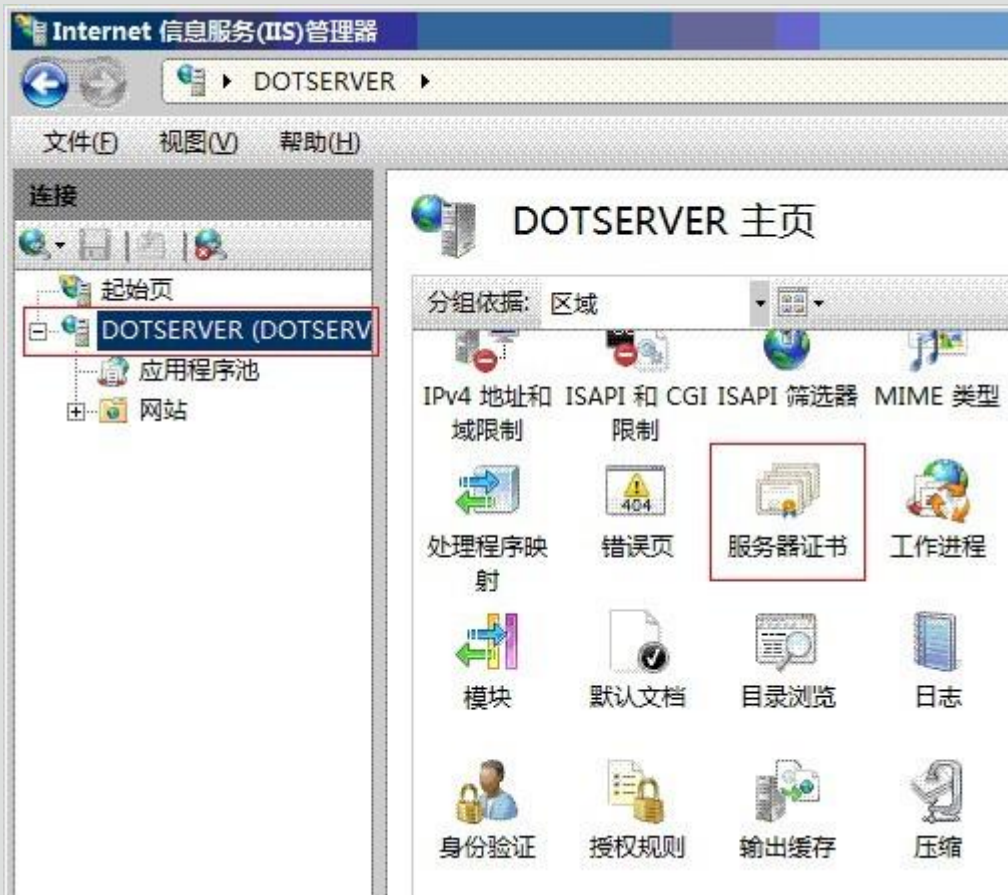 Internet 信息服务(IIS)管理器
DOTSERVER
文件(F) 视图(V) 帮助(H)
连接
起始页
DOTSERVER (DOTSERV
应用程序池
网站
DOTSERVER 主页
分组依据: 区域
IPv4 地址和
域限制
ISAPI 和 CGI
限制
ISAPI 筛选器
MIME 类型
处理程序映
射
404
错误页
服务器证书
工作进程
模块
默认文档
目录浏览
日志
身份验证
授权规则
输出缓存
压缩